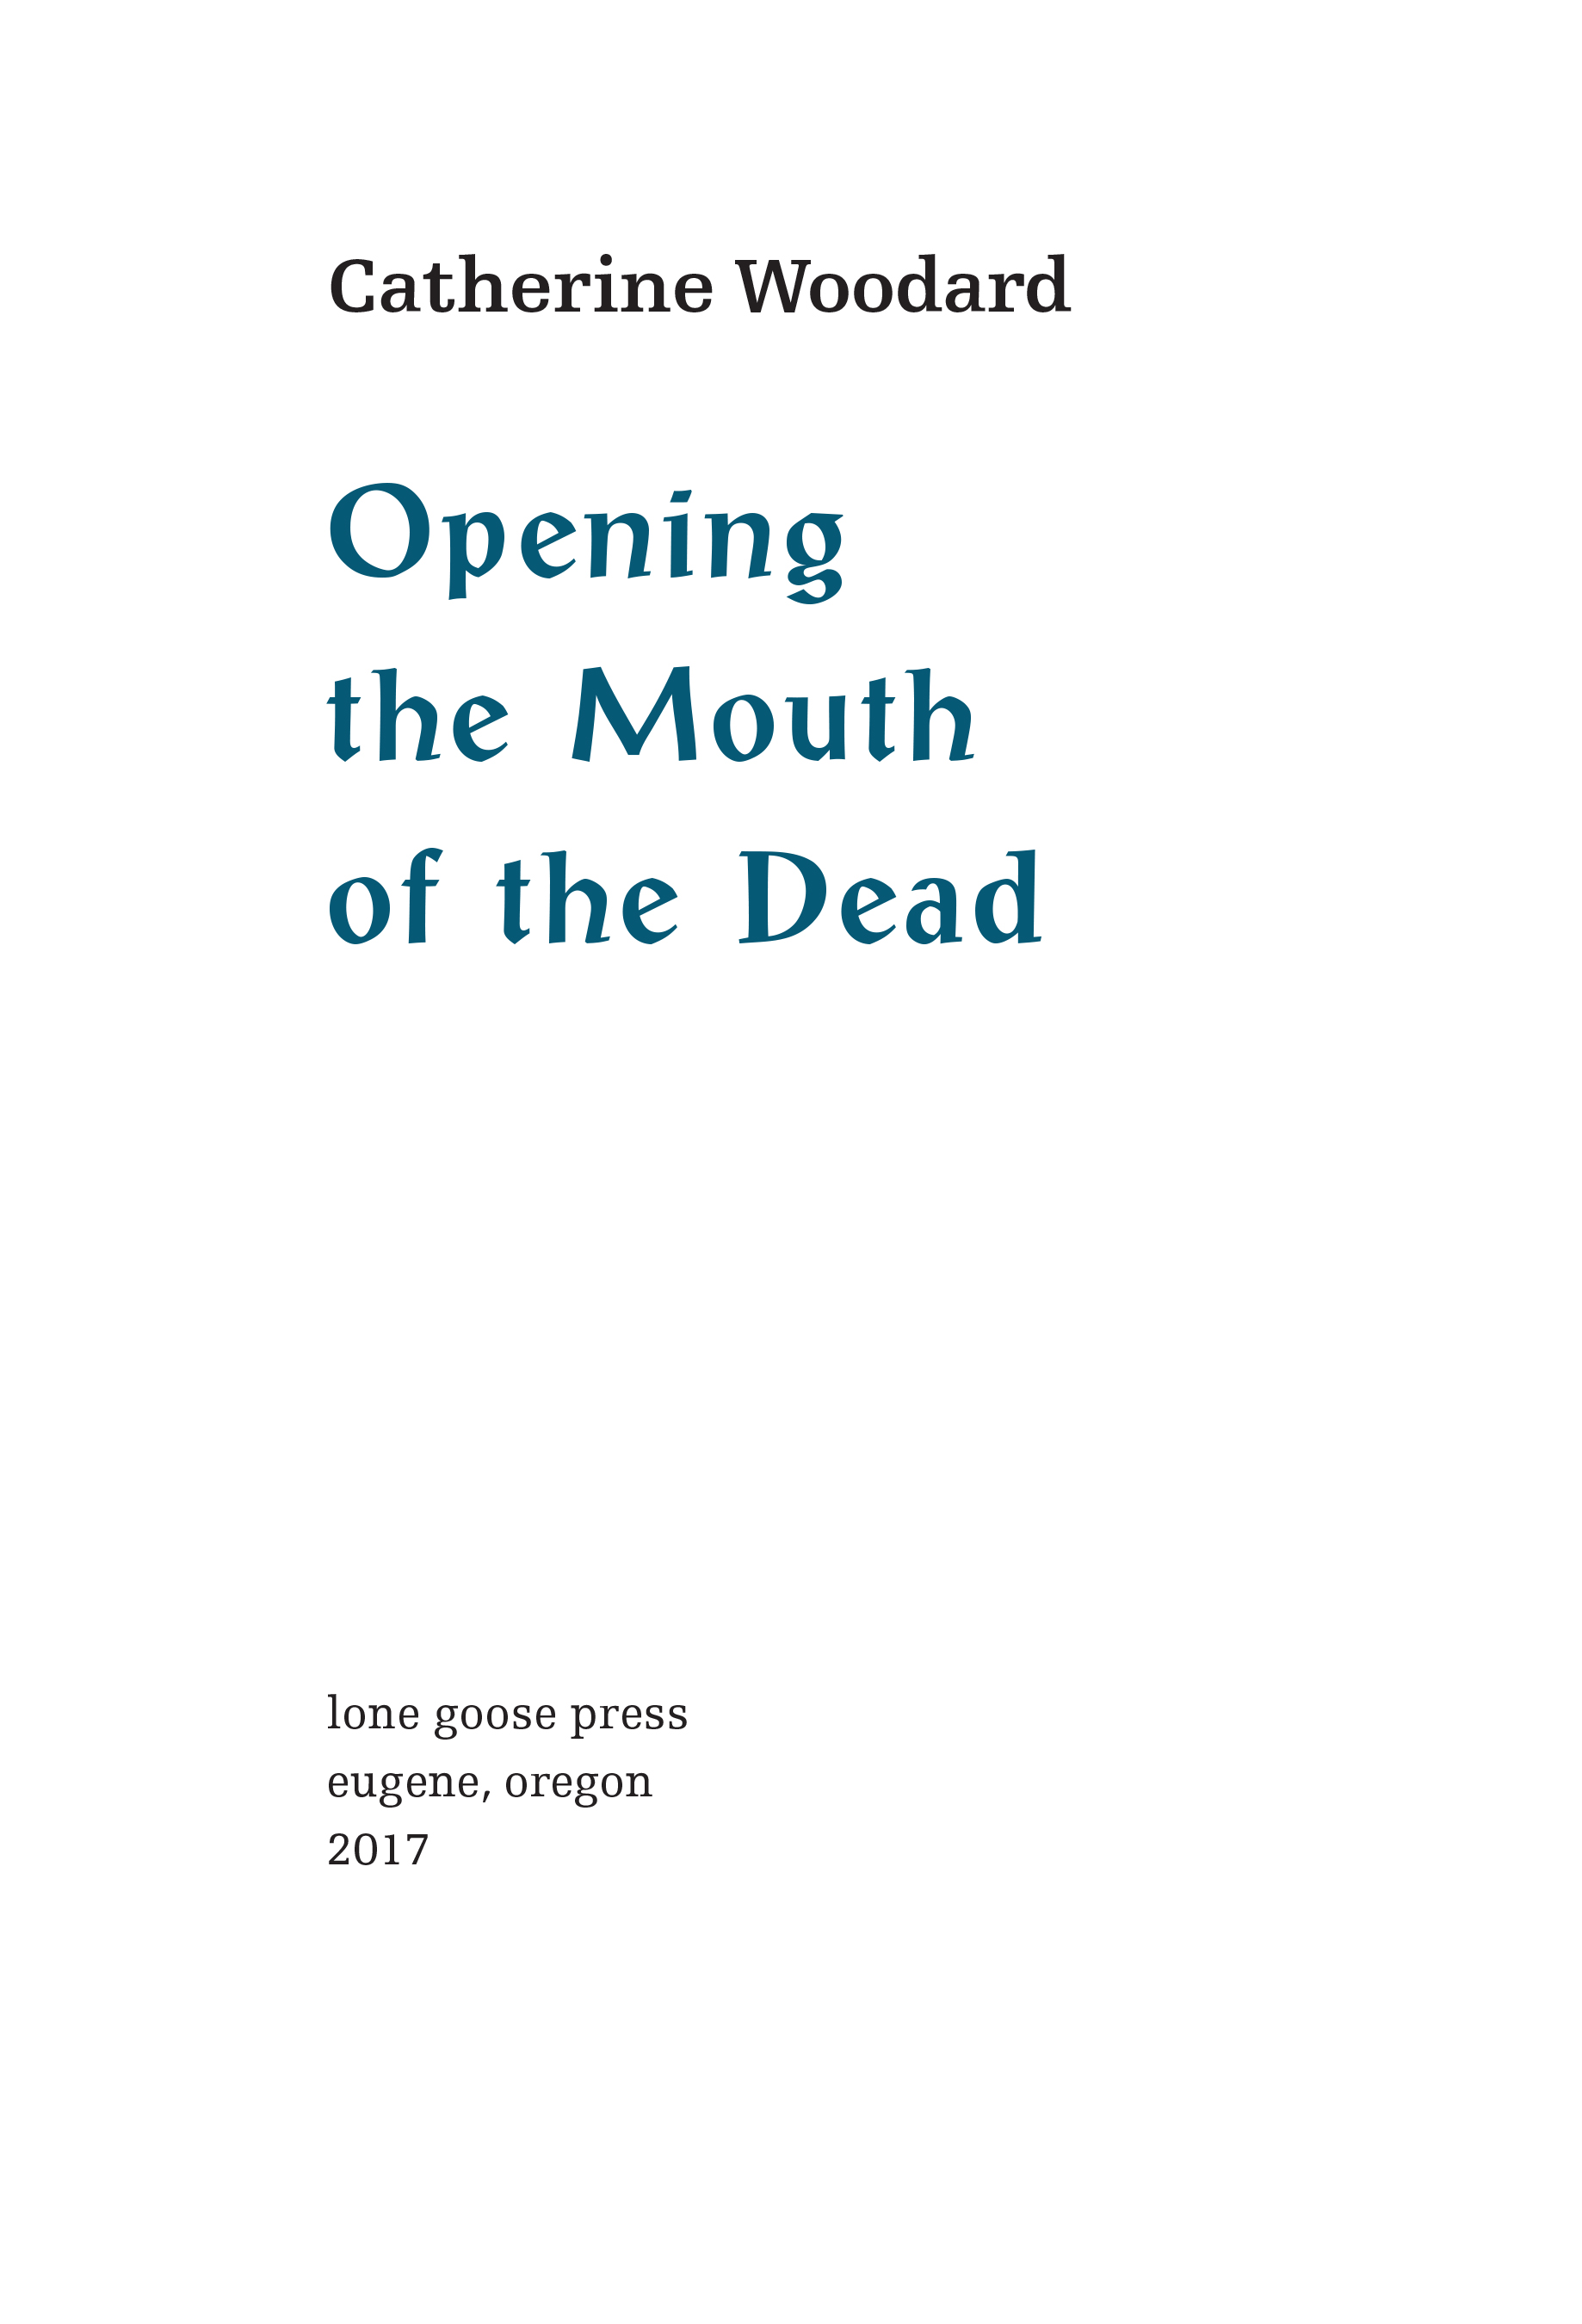 Catherine Woodard
Opening
the Mouth
of the Dead
lone goose press
eugene, oregon
2017